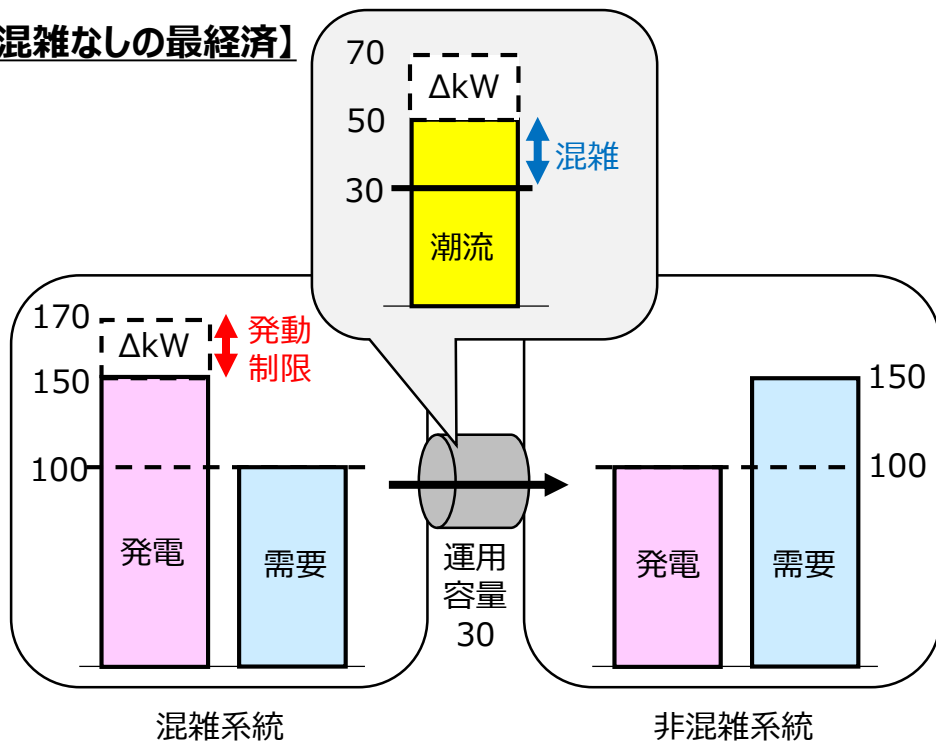 混雑なしの最経済】
70
ΔkW
50
混雑
30
潮流
170
ΔkW
発動
制限
150
100
発電
需要
運用
容量
30
150
100
発電
需要
混雑系統
非混雑系統